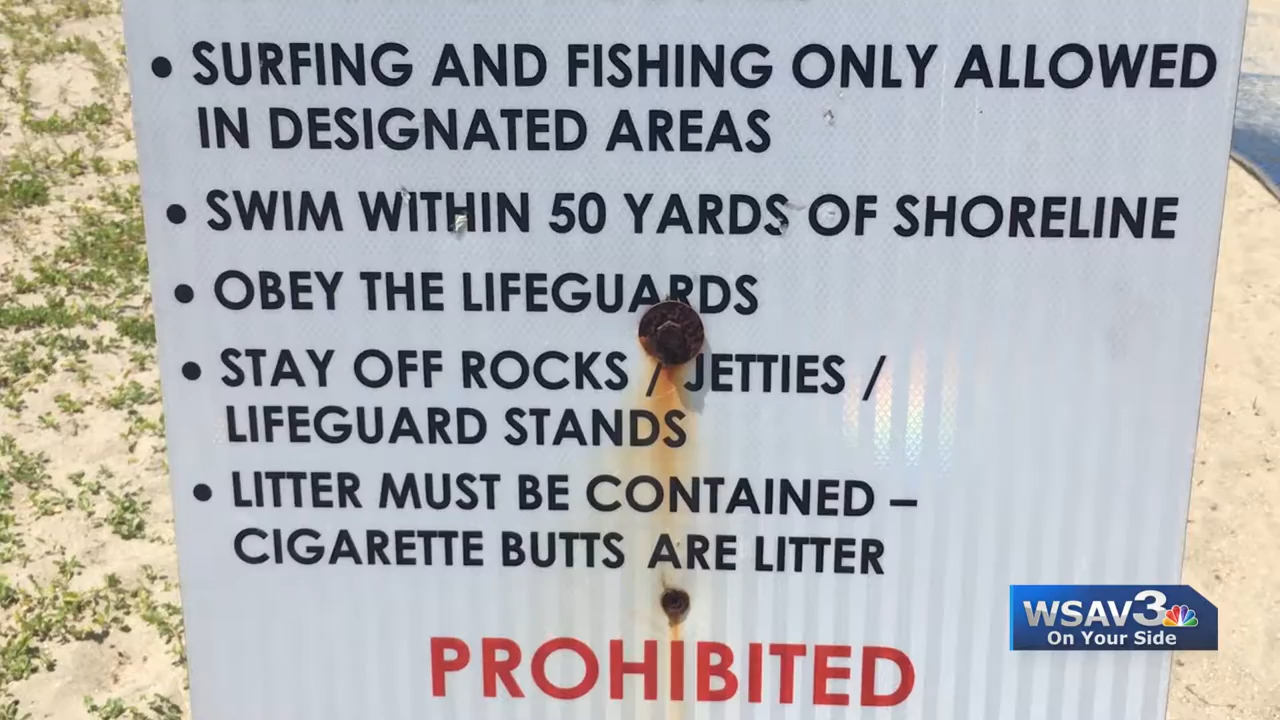 • SURFING AND FISHING ONLY ALLOWED
IN DESIGNATED AREAS
• SWIM WITHIN 50 YARDS OF SHORELINE
• OBEY THE LIFEGUARDS
• STAY OFF ROCKS / JETTIES /
LIFEGUARD STANDS
• LITTER MUST BE CONTAINED –
CIGARETTE BUTTS ARE LITTER
PROHIBITED
WSAV3
On Your Side